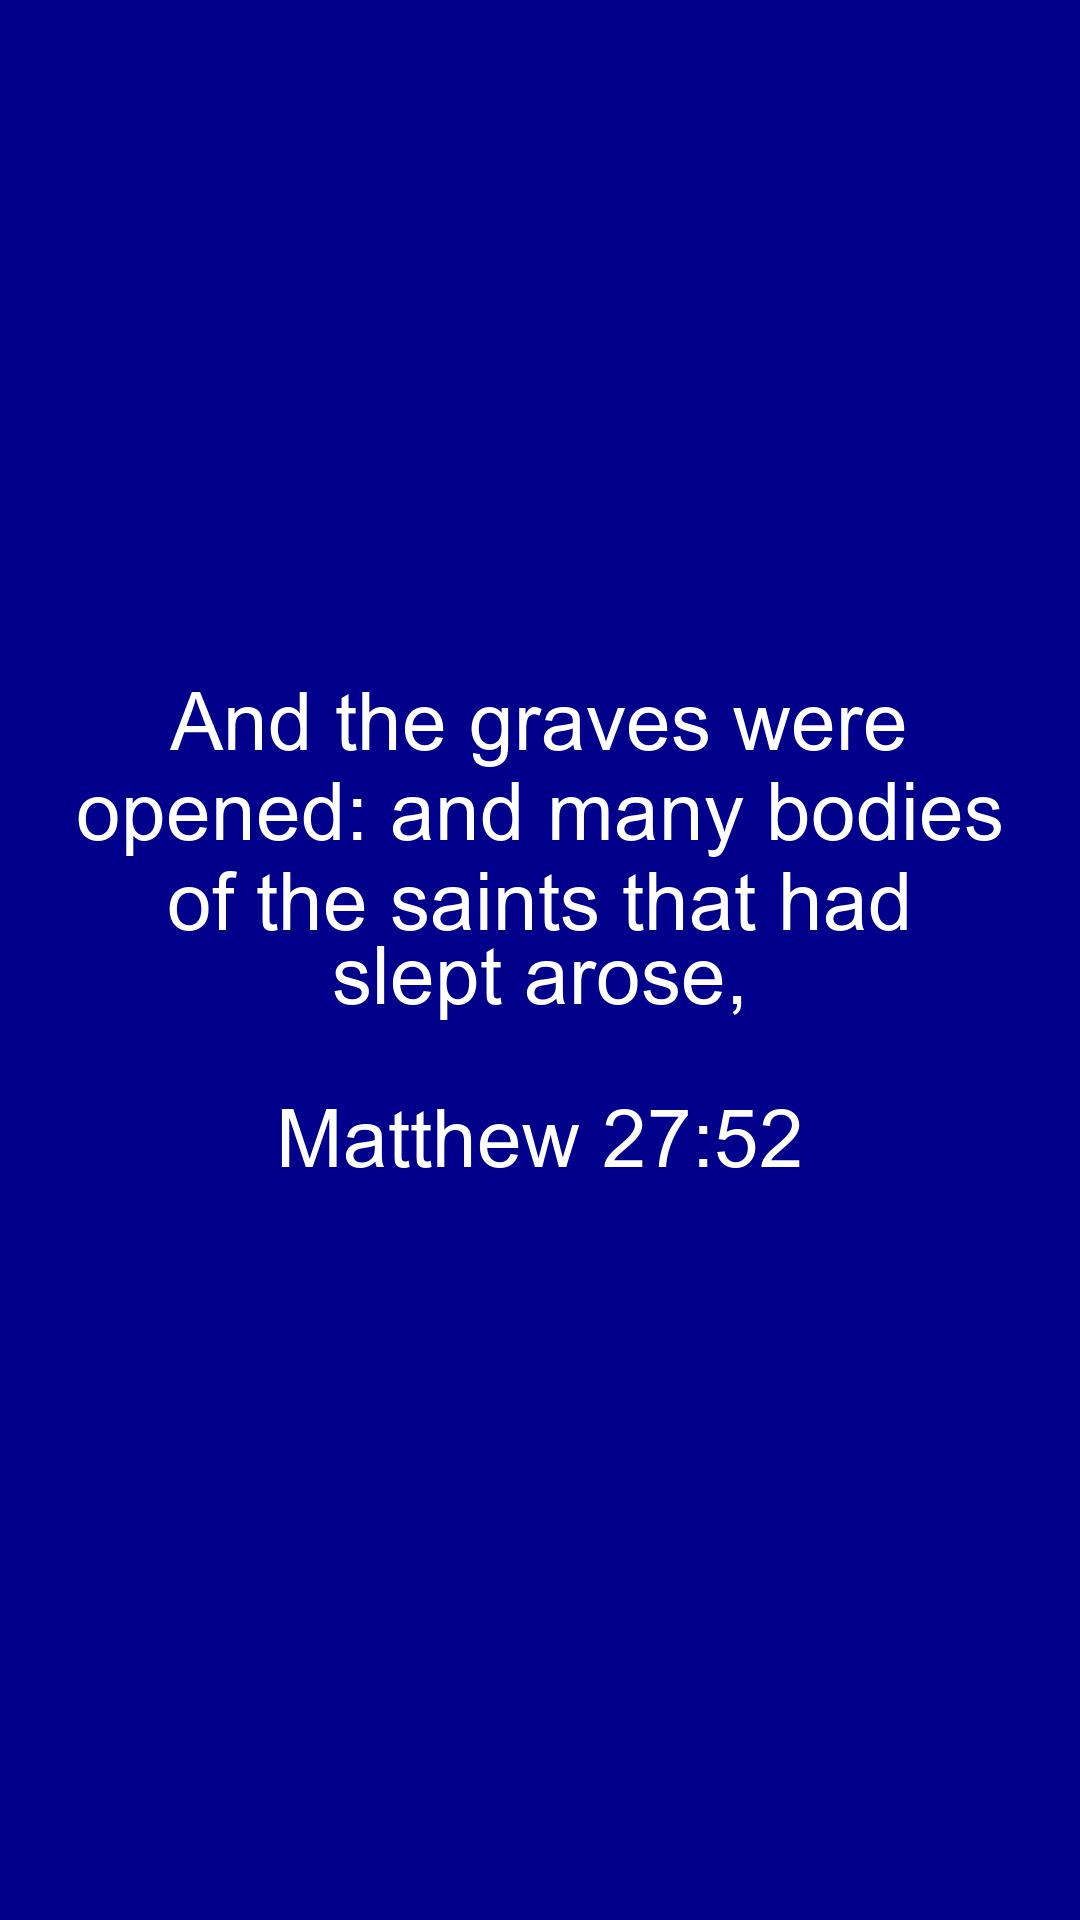 And the graves were
opened: and many bodies
of the saints that had
slept arose,
Matthew 27:52